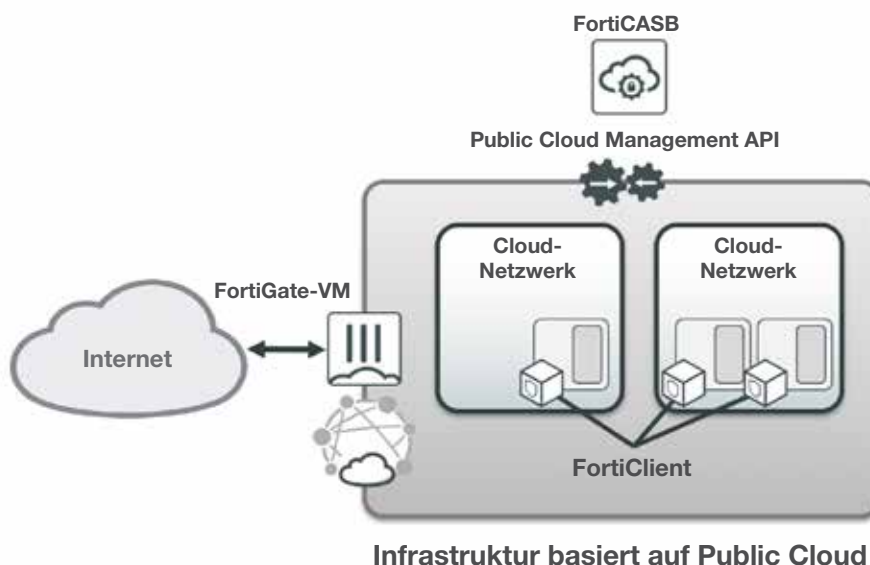 FortiCASB
Public Cloud Management API
Cloud-
Netzwerk
Cloud-
Netzwerk
FortiGate-VM
Internet
FortiClient
Infrastruktur basiert auf Public Cloud